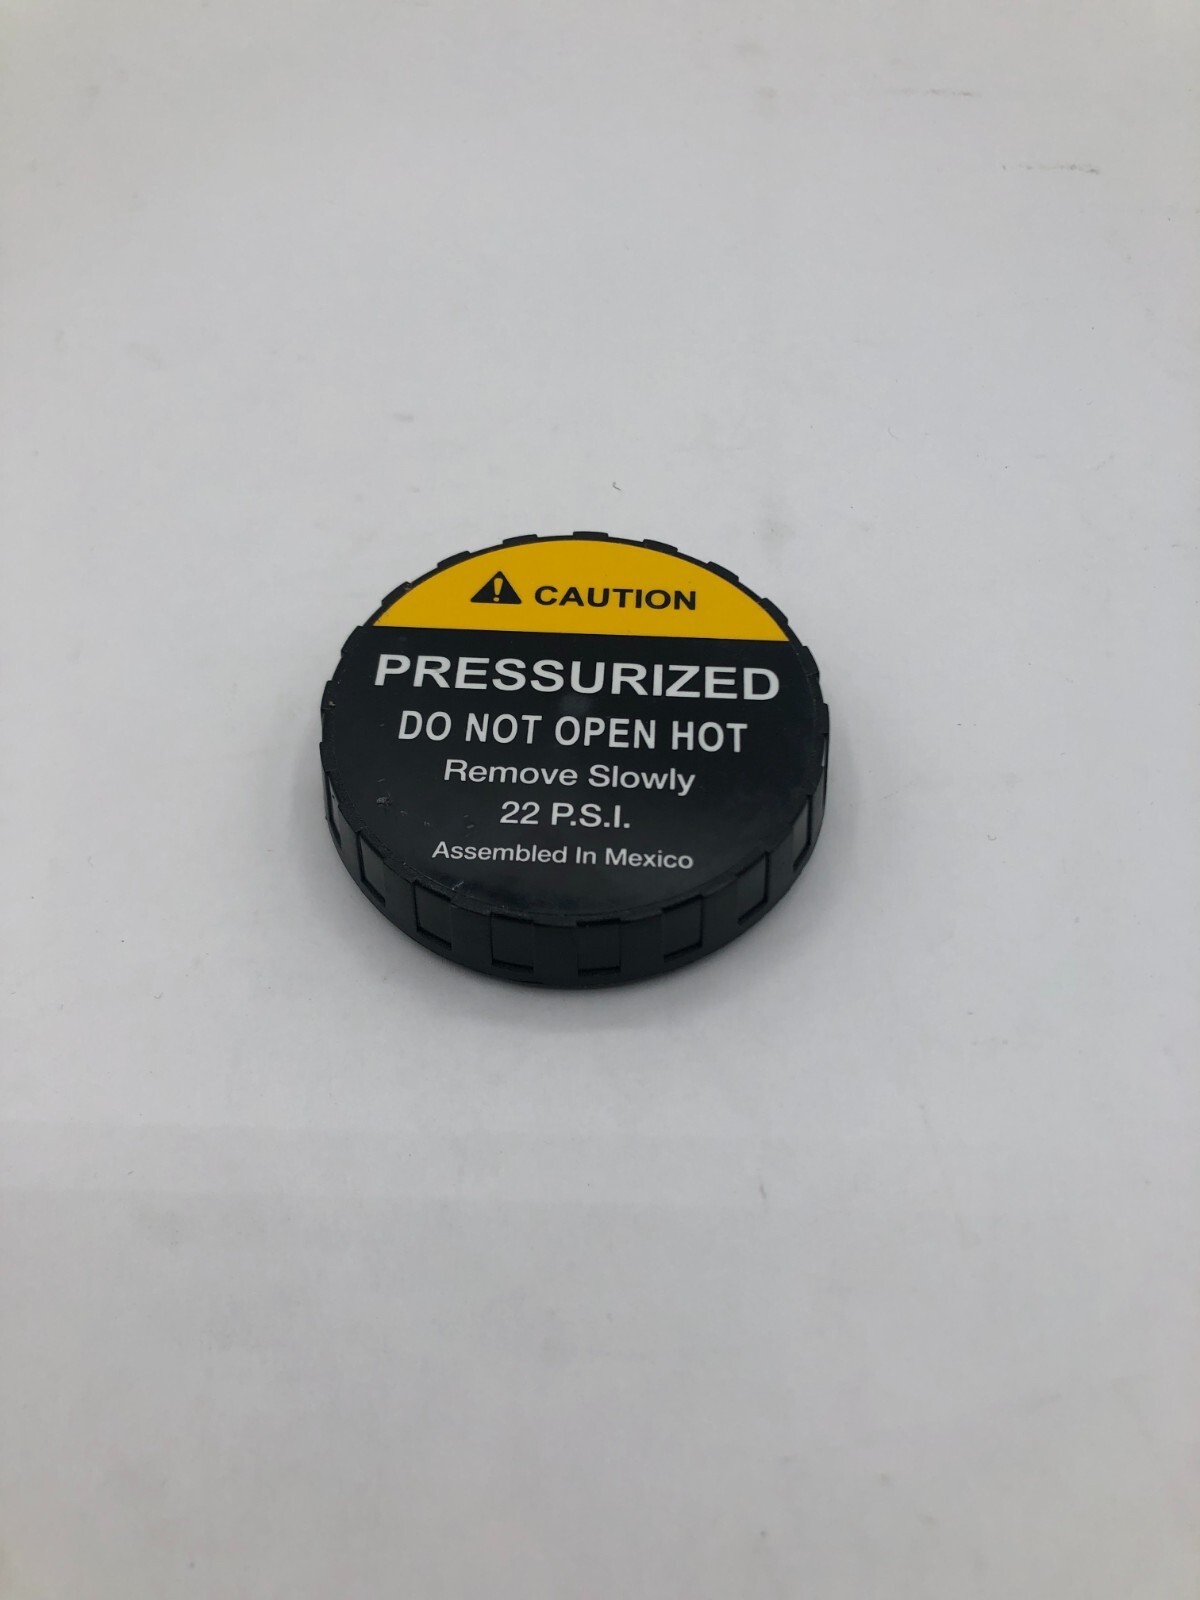 CAUTION
PRESSURIZED
DO NOT OPEN HOT
Remove Slowly
22 P.S.I.
Assembled In Mexico